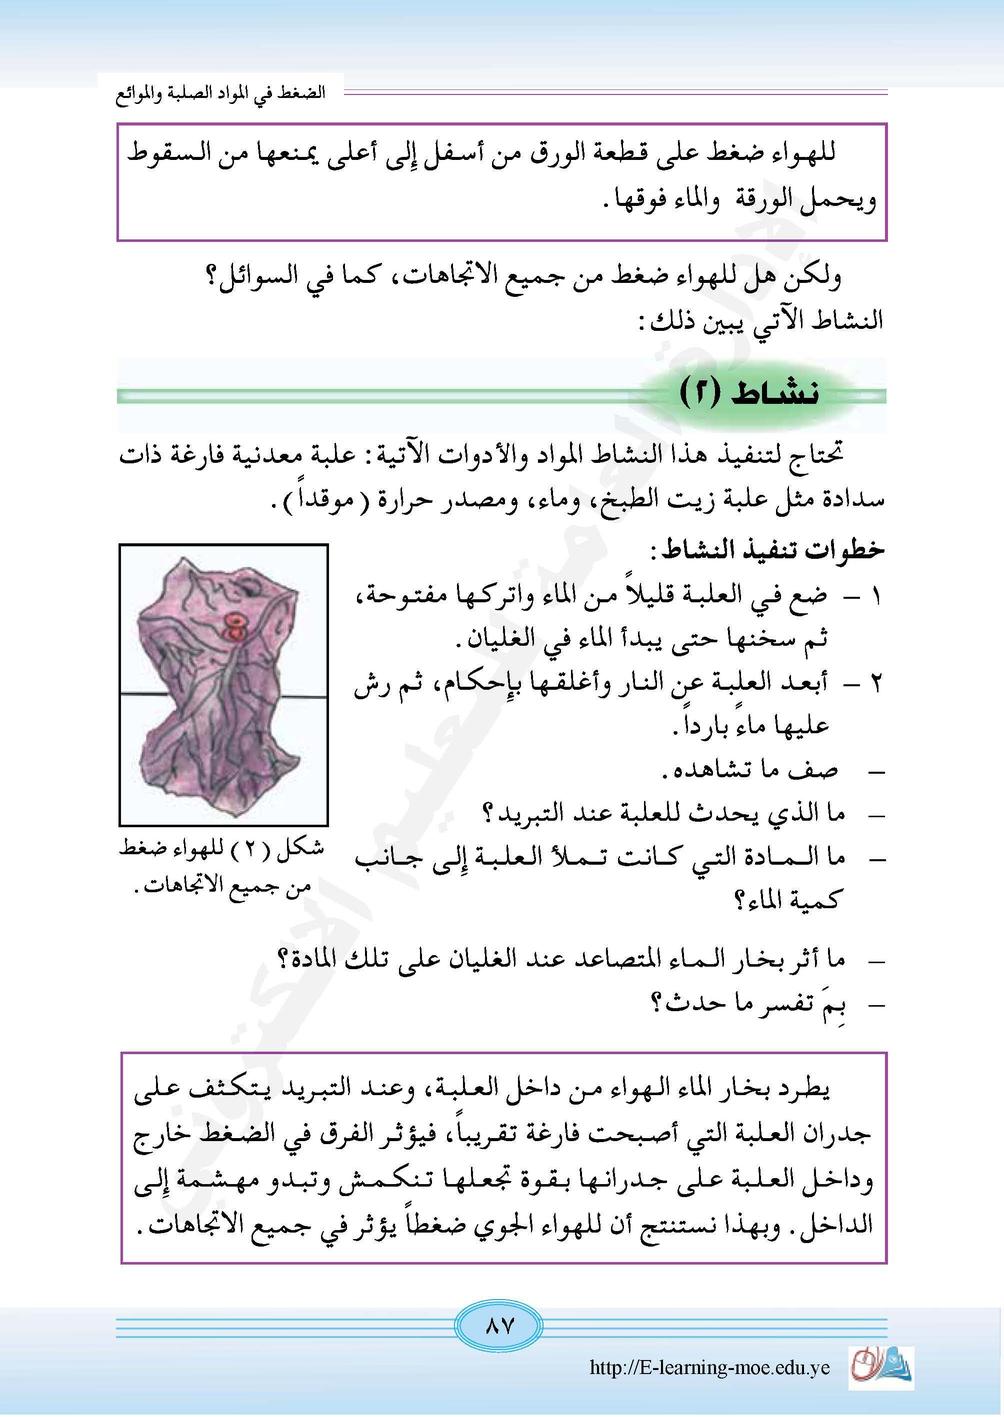 الضغط في المواد الصلبة والموائع
للهواء ضغط على قطعة الورق من أسفل إلى أعلى يمنعها من السقوط
ويحمل الورقة والماء فوقها.
ولكن هل للهواء ضغط من جميع الاتجاهات، كما في السوائل؟
النشاط الآتي يبين ذلك:
نشاط (٢)
تحتاج لتنفيذ هذا النشاط المواد والأدوات الآتية: علبة معدنية فارغة ذات
سدادة مثل علبة زيت الطبخ، وماء، ومصدر حرارة (موقداً).
خطوات تنفيذ النشاط:
١ – ضع في العلبة قليلاً من الماء واتركها مفتوحة،
ثم سخنها حتى يبدأ الماء في الغليان.
٢ – أبعد العلبة عن النار وأغلقها بإحكام، ثم رش
عليها ماءً بارداً.
– صف ما تشاهده.
– ما الذي يحدث للعلبة عند التبريد؟
– ما المادة التي كانت تملأ العلبة إلى جانب
كمية الماء؟
شكل (٢) للهواء ضغط
من جميع الاتجاهات.
– ما أثر بخار الماء المتصاعد عند الغليان على تلك المادة؟
– بِمَ تفسر ما حدث؟
يطرد بخار الماء الهواء من داخل العلبة، وعند التبريد يتكثف على
جدران العلبة التي أصبحت فارغة تقريباً، فيؤثر الفرق في الضغط خارج
وداخل العلبة على جدرانها بقوة تجعلها تنكمش وتبدو مهشمة إلى
الداخل. وبهذا نستنتج أن للهواء الجوي ضغطاً يؤثر في جميع الاتجاهات.
٨٧
http://E-learning-moe.edu.ye
الإدارة العامة للتعليم الالكتروني